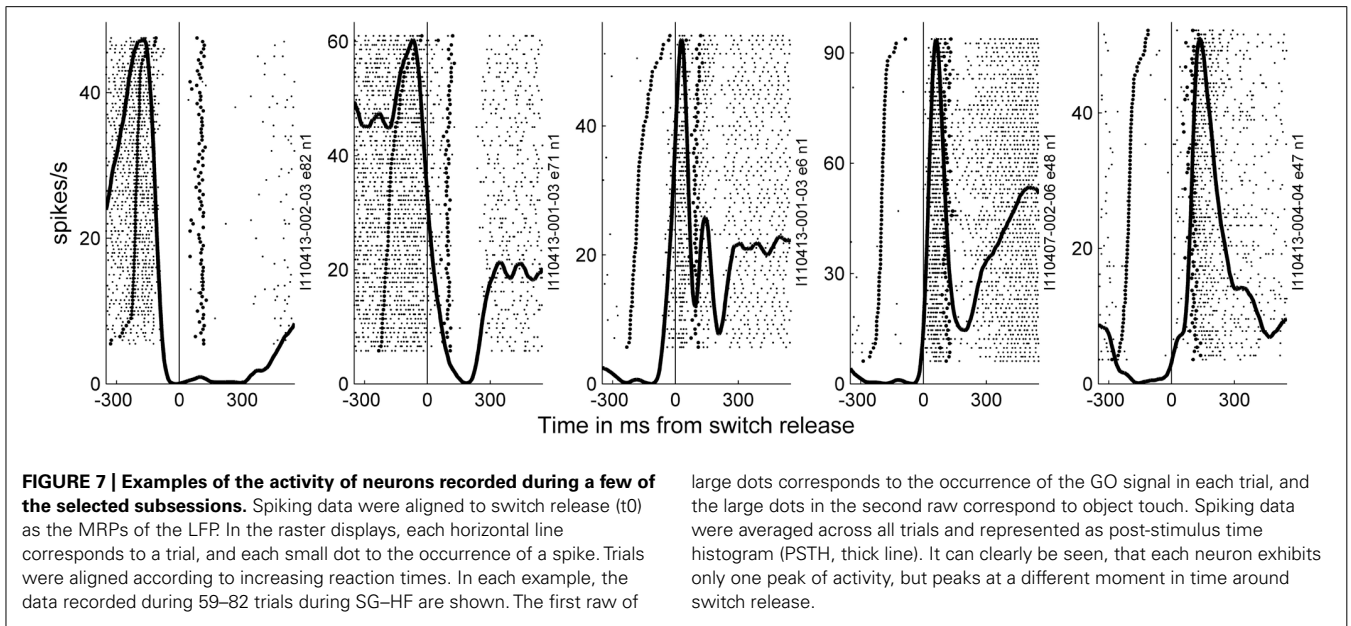 spikes/s
40
20
0
-300 0 300
I110413-002-03 e82 n1
60
40
20
0
-300 0 300
I110413-001-03 e71 n1
40
20
0
-300 0 300
I110413-001-03 e6 n1
90
60
30
0
-300 0 300
I110407-002-06 e48 n1
40
20
0
-300 0 300
I110413-004-04 e47 n1
Time in ms from switch release
FIGURE 7 | Examples of the activity of neurons recorded during a few of
the selected subsessions. Spiking data were aligned to switch release (t0)
as the MRPs of the LFP. In the raster displays, each horizontal line
corresponds to a trial, and each small dot to the occurrence of a spike. Trials
were aligned according to increasing reaction times. In each example, the
data recorded during 59–82 trials during SG–HF are shown. The first raw of
large dots corresponds to the occurrence of the GO signal in each trial, and
the large dots in the second raw correspond to object touch. Spiking data
were averaged across all trials and represented as post-stimulus time
histogram (PSTH, thick line). It can clearly be seen, that each neuron exhibits
only one peak of activity, but peaks at a different moment in time around
switch release.